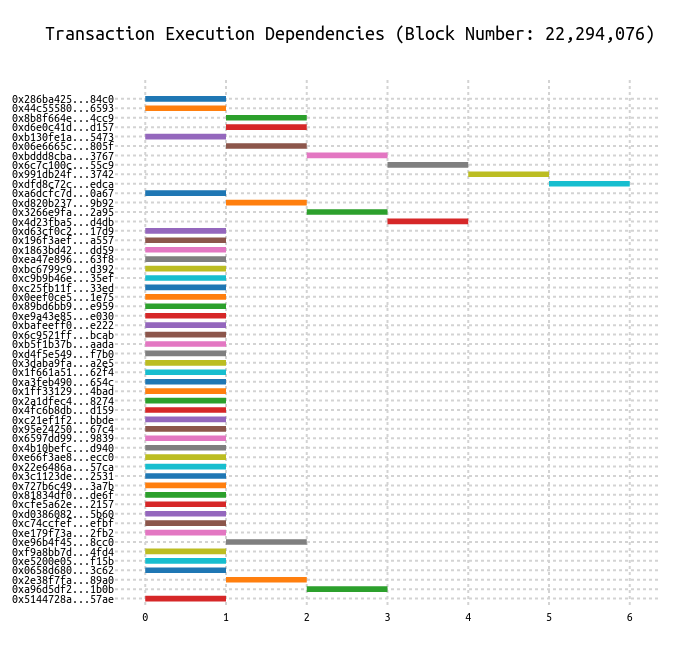 Transaction Execution Dependencies (Block Number: 22,294,076)
0x286ba425...84c0
0x44c55580...6593
0x8b8f664e...4cc9
0xd6e0c41d...d157
0xb130fe1a...5473
0x06e6665c...805f
0xbddd8cba...3767
0x6c7c100c...55c9
0x991db24f...3742
0xdfd8c72c...edca
0xa6dcfc7d...0a67
0xd820b237...9b92
0x3266e9fa...2a95
0x4d23fba5...d4db
0xd63cf0c2...17d9
0x196f3aef...a557
0x1863bd42...dd59
0xea47e896...63f8
0xbc6799c9...d392
0xc9b9b46e...35ef
0xc25fb11f...33ed
0x0eef0ce5...1e75
0x89bd6bb9...e959
0xe9a43e85...e030
0xbafeeff0...e222
0x6c9521ff...bcab
0xb5f1b37b...aada
0xd4f5e549...f7b0
0x3daba9fa...a2e5
0x1f661a51...62f4
0xa3feb490...654c
0x1ff33129...4bad
0x2a1dfec4...8274
0x4fc6b8db...d159
0xc21ef1f2...bbde
0x95e24250...67c4
0x6597dd99...9839
0x4b10befc...d940
0xe66f3ae8...ecc0
0x22e6486a...57ca
0x3c1123de...2531
0x727b6c49...3a7b
0x81834df0...de6f
0xcfe5a62e...2157
0xd0386082...5b60
0xc74ccfef...efbf
0xe179f73a...2fb2
0xe96b4f45...8cc0
0xf9a8bb7d...4fd4
0xe5200e05...f15b
0x0658d680...3c62
0x2e38f7fa...89a0
0xa96d5df2...1b0b
0x5144728a...57ae
0 1 2 3 4 5 6